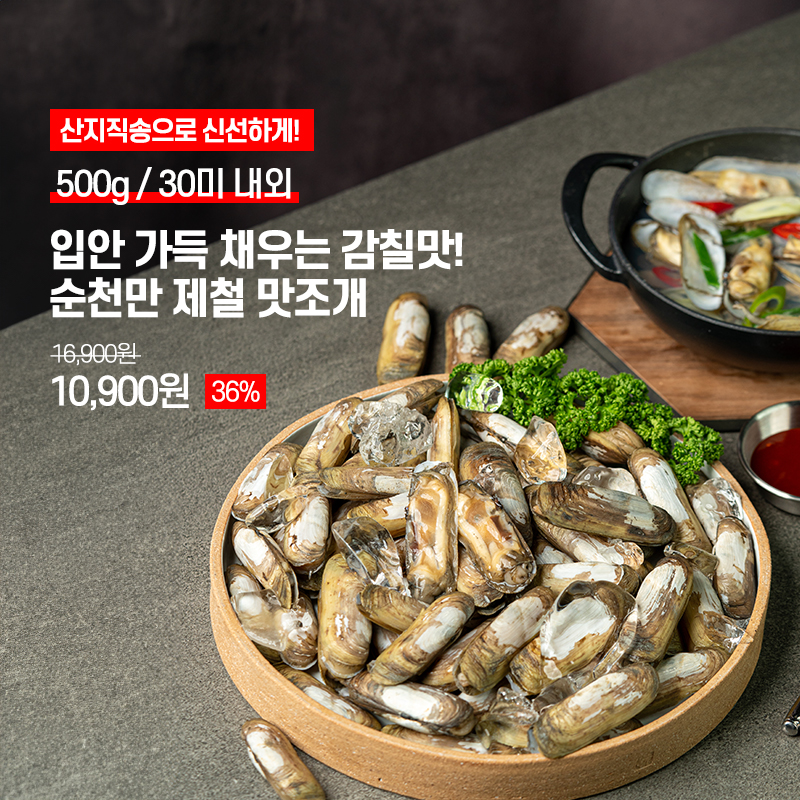 산지직송으로 신선하게!
500g / 30미 내외
입안 가득 채우는 감칠맛!
순천만 제철 맛조개
16,900원
10,900원 36%